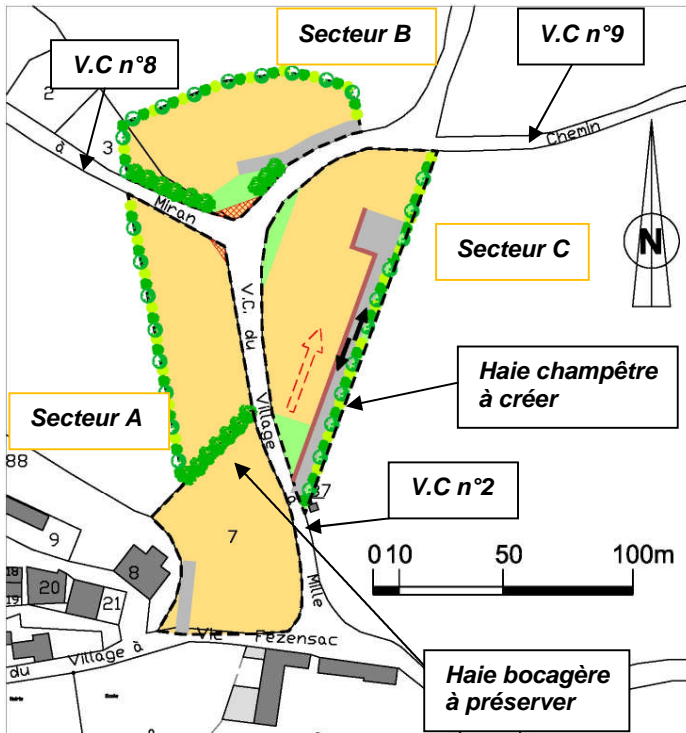 Secteur B
V.C n°8
V.C n°9
2
3
à
Miran
Chemin
N
Secteur C
V.C. du Village
Haie champêtre
à créer
Secteur A
88
37
V.C n°2
7
9
8
0 10 50 100m
18
19
20
21
Mille
Vic Fezensac
du Village à
Haie bocagère
à préserver